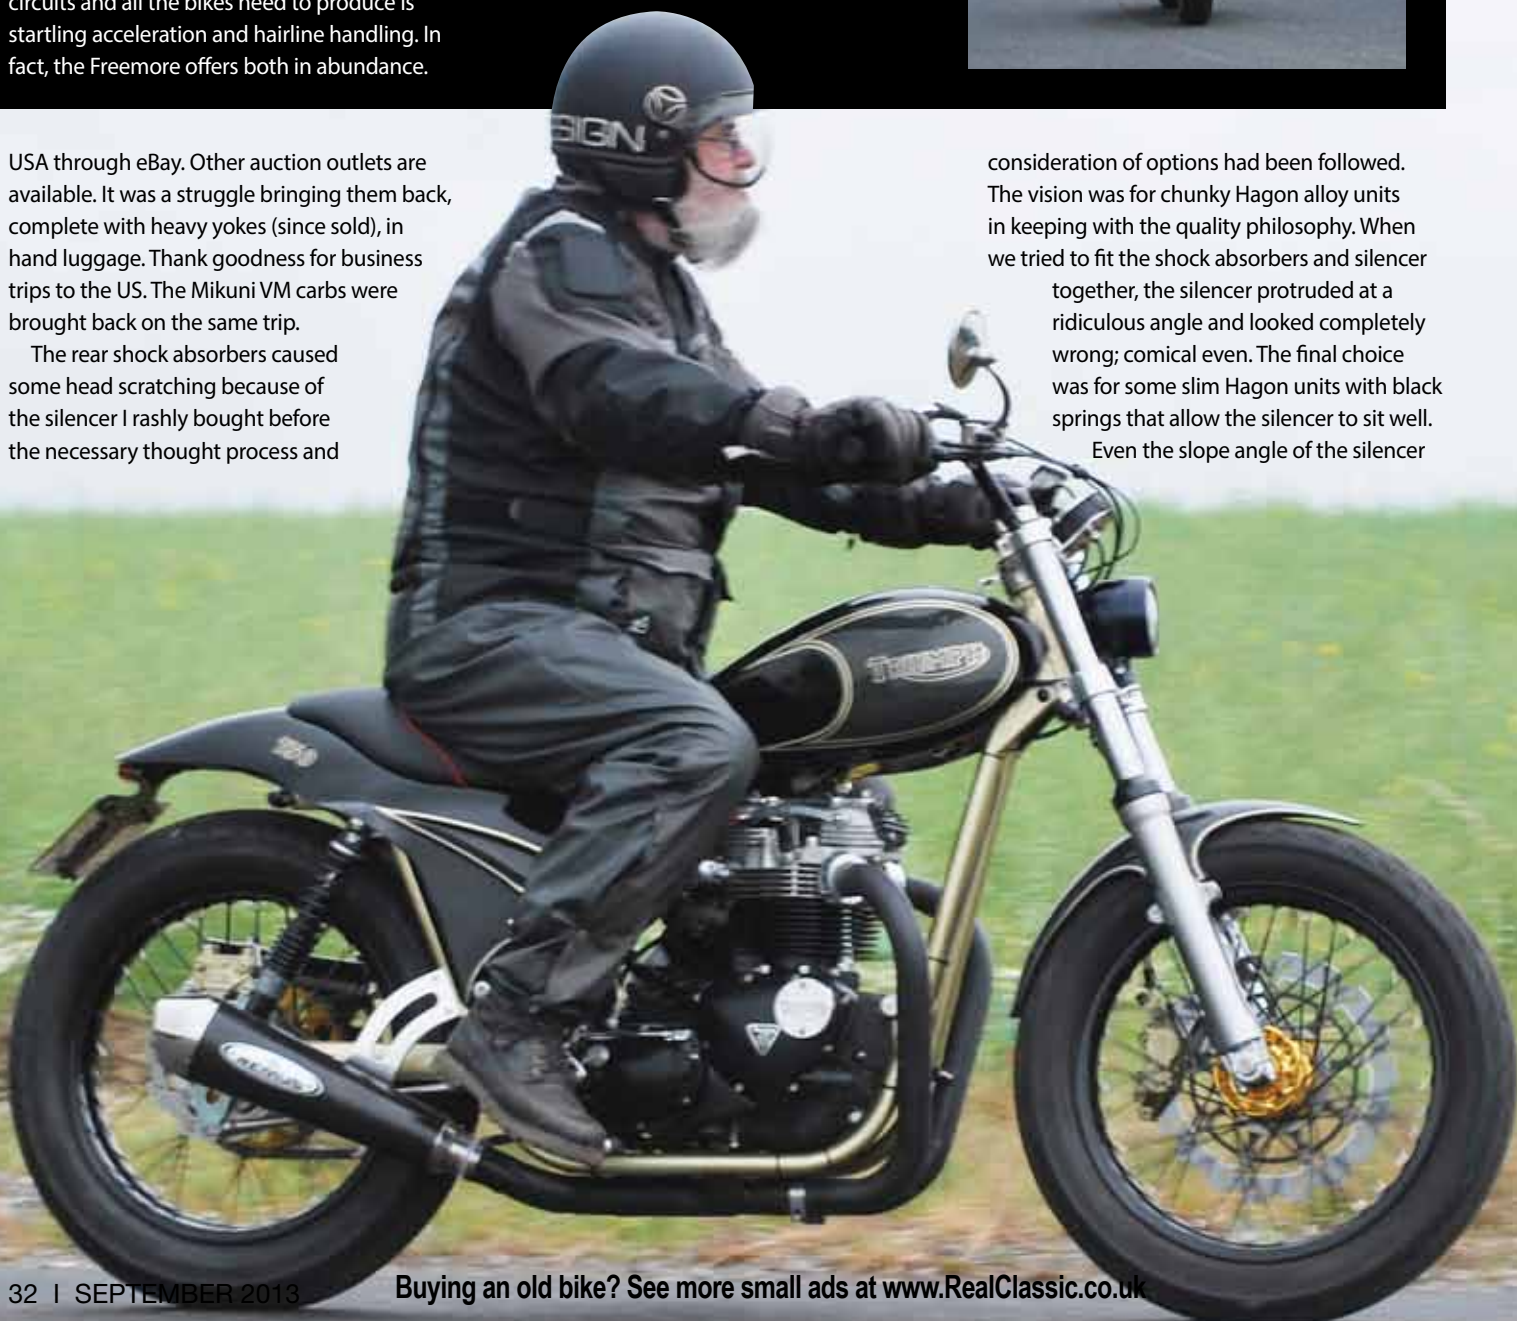 circuits and all the bikes need to produce is
startling acceleration and hairline handling. In
fact, the Freemore offers both in abundance.
USA through eBay. Other auction outlets are
available. It was a struggle bringing them back,
complete with heavy yokes (since sold), in
hand luggage. Thank goodness for business
trips to the US. The Mikuni VM carbs were
brought back on the same trip.
The rear shock absorbers caused
some head scratching because of
the silencer I rashly bought before
the necessary thought process and
consideration of options had been followed.
The vision was for chunky Hagon alloy units
in keeping with the quality philosophy. When
we tried to fit the shock absorbers and silencer
together, the silencer protruded at a
ridiculous angle and looked completely
wrong; comical even. The final choice
was for some slim Hagon units with black
springs that allow the silencer to sit well.
Even the slope angle of the silencer
SIGN
TRIUMPH
750
32 I SEPTEMBER 2013
Buying an old bike? See more small ads at www.RealClassic.co.uk